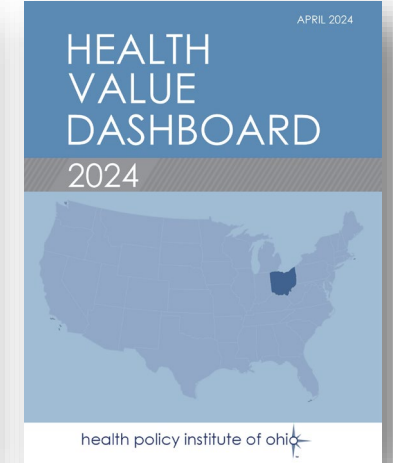 APRIL 2024
HEALTH
VALUE
DASHBOARD
2024
health policy institute of ohio